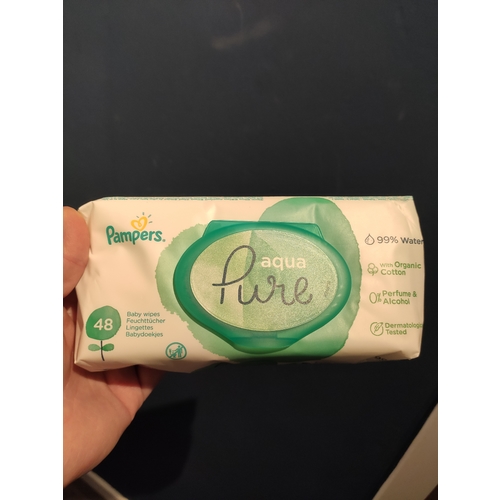 Pampers.
aqua
Pure
99% Water
with Organic
Cotton
0% Perfume &
Alcohol
Tested
48
Baby wipes
Feuchttücher
Lingettes
Babydoekjes